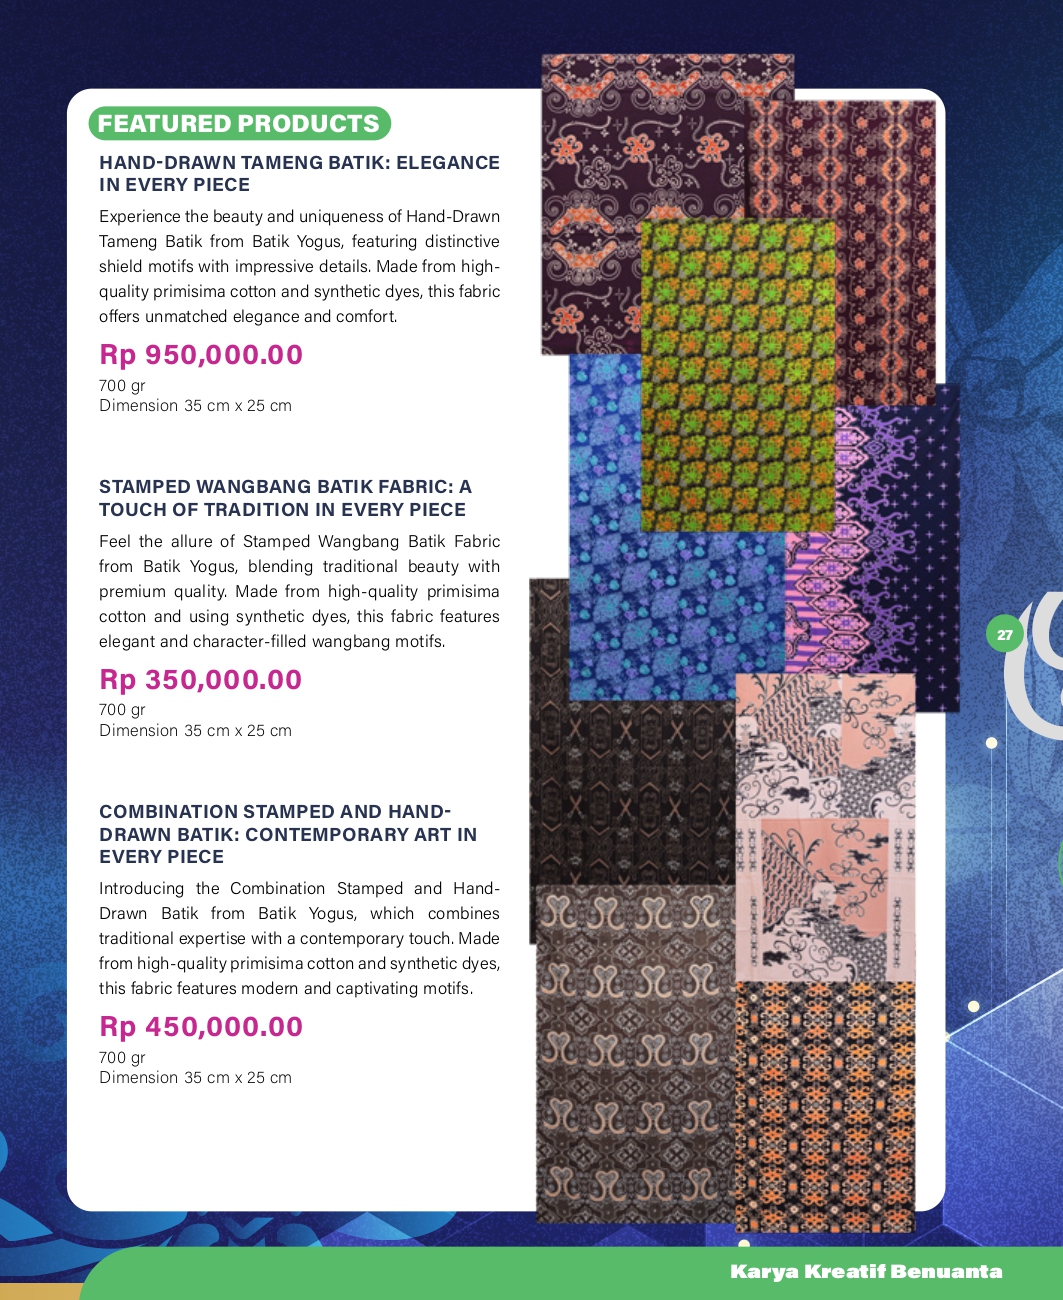 FEATURED PRODUCTS
HAND-DRAWN TAMENG BATIK: ELEGANCE
IN EVERY PIECE
Experience the beauty and uniqueness of Hand-Drawn
Tameng Batik from Batik Yogus, featuring distinctive
shield motifs with impressive details. Made from high-
quality primisima cotton and synthetic dyes, this fabric
offers unmatched elegance and comfort.
Rp 950,000.00
700 gr
Dimension 35 cm x 25 cm
STAMPED WANGBANG BATIK FABRIC: A
TOUCH OF TRADITION IN EVERY PIECE
Feel the allure of Stamped Wangbang Batik Fabric
from Batik Yogus, blending traditional beauty with
premium quality. Made from high-quality primisima
cotton and using synthetic dyes, this fabric features
elegant and character-filled wangbang motifs.
Rp 350,000.00
700 gr
Dimension 35 cm x 25 cm
COMBINATION STAMPED AND HAND-
DRAWN BATIK: CONTEMPORARY ART IN
EVERY PIECE
Introducing the Combination Stamped and Hand-
Drawn Batik from Batik Yogus, which combines
traditional expertise with a contemporary touch. Made
from high-quality primisima cotton and synthetic dyes,
this fabric features modern and captivating motifs.
Rp 450,000.00
700 gr
Dimension 35 cm x 25 cm
27
Karya Kreatif Benuanta